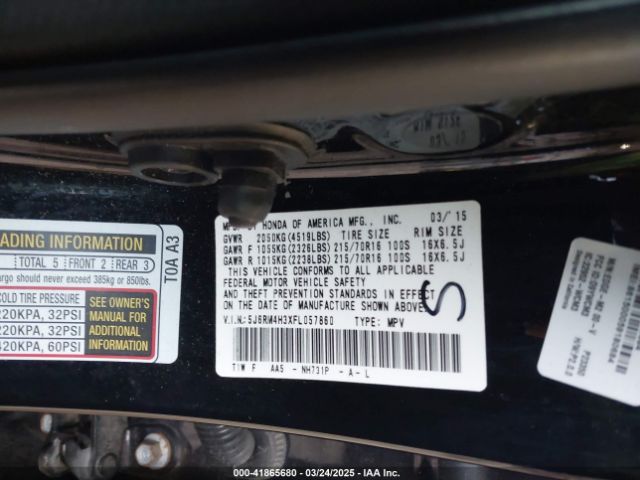 MFD. BY HONDA OF AMERICA MFG., INC. 03/'15
GVWR 2050KG(4519LBS) TIRE SIZE RIM SIZE
GAWR F 1055KG(2326LBS) 215/70R16 100S 16X6.5J
GAWR R 1015KG(2238LBS) 215/70R16 100S 16X6.5J
THIS VEHICLE CONFORMS TO ALL APPLICABLE
FEDERAL MOTOR VEHICLE SAFETY
AND THEFT PREVENTION STANDARDS IN EFFECT
ON THE DATE OF MANUFACTURE SHOWN ABOVE.
V.I.N.:5J6RM4H3XFL057860 TYPE: MPV
S
T1W F AA5 - NH731P - A - L
ADING INFORMATION
TOTAL 5 FRONT 2 REAR 3
argo should never exceed 385kg or 850lbs.
COLD TIRE PRESSURE
220KPA, 32PSI
220KPA, 32PSI
420KPA, 60PSI
SEE OWNER'S
MANUAL FOR
ADDITIONAL
INFORMATION
T0A A3
000-41865680 - 03/24/2025 - IAA Inc.